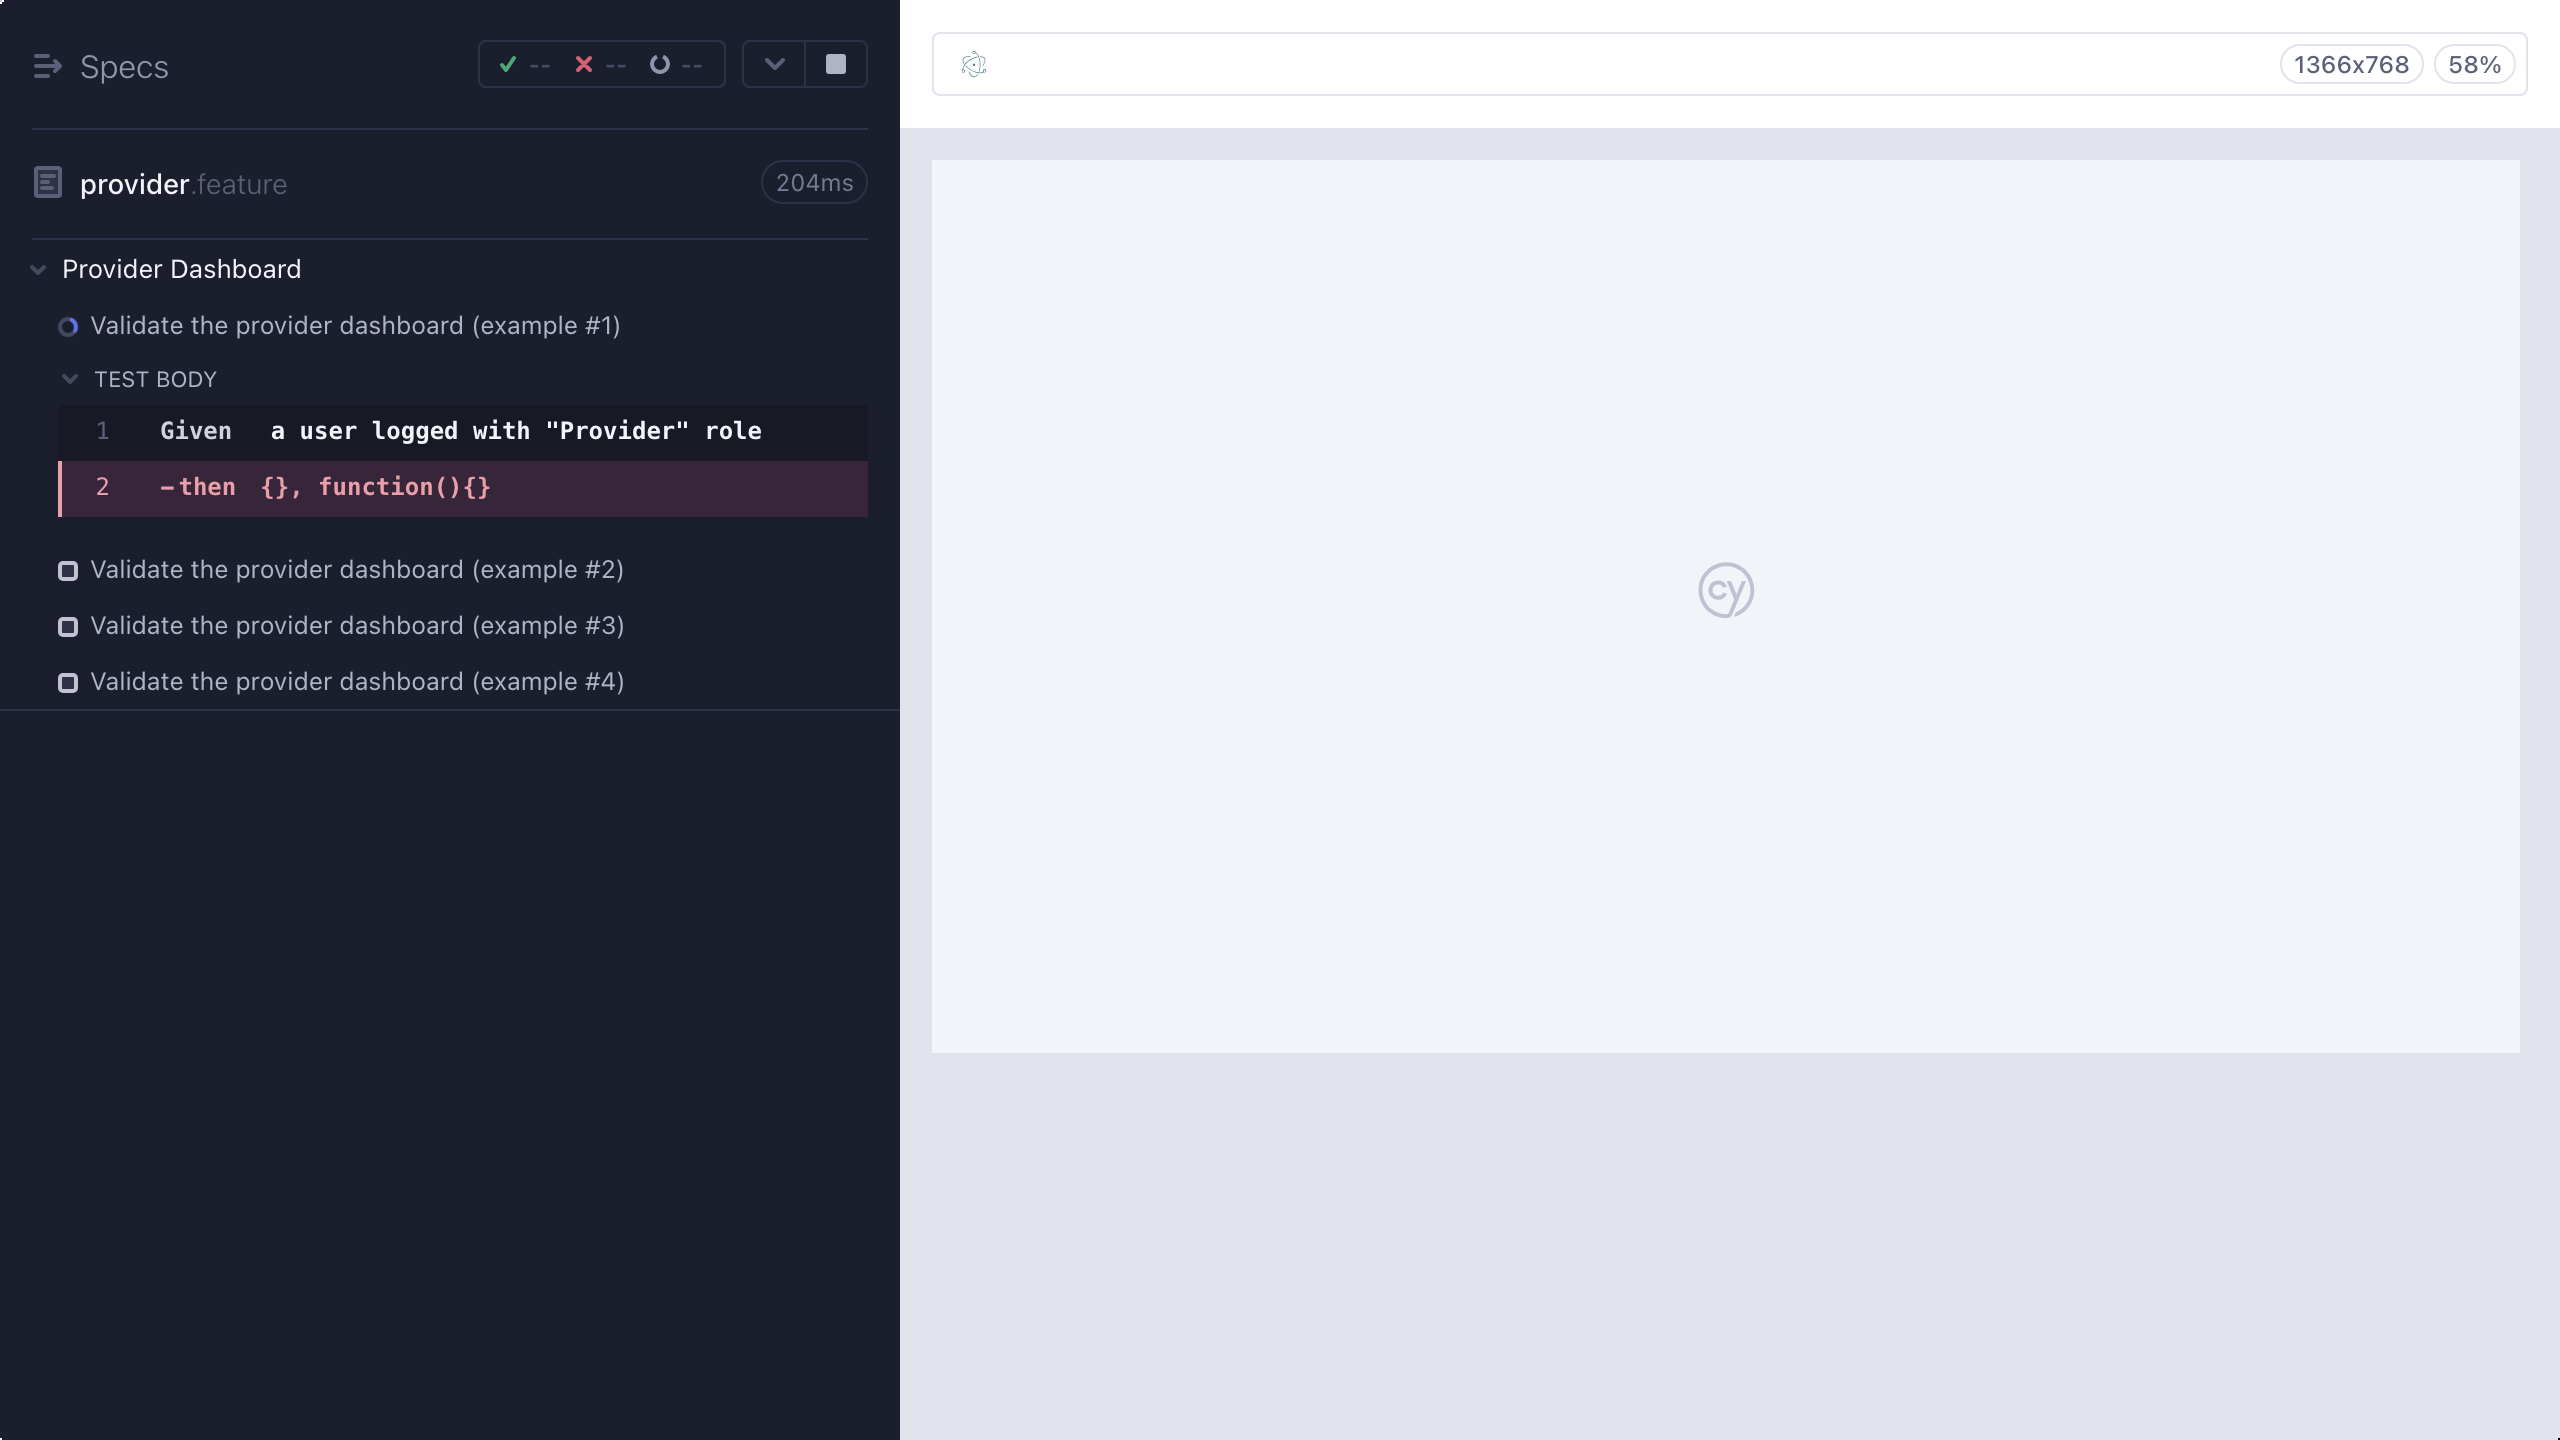 Specs
-- -- --
provider.feature
204ms
Provider Dashboard
Validate the provider dashboard (example #1)
TEST BODY
1 Given a user logged with "Provider" role
2 -then {}, function(){}
Validate the provider dashboard (example #2)
Validate the provider dashboard (example #3)
Validate the provider dashboard (example #4)
1366x768
58%
cy